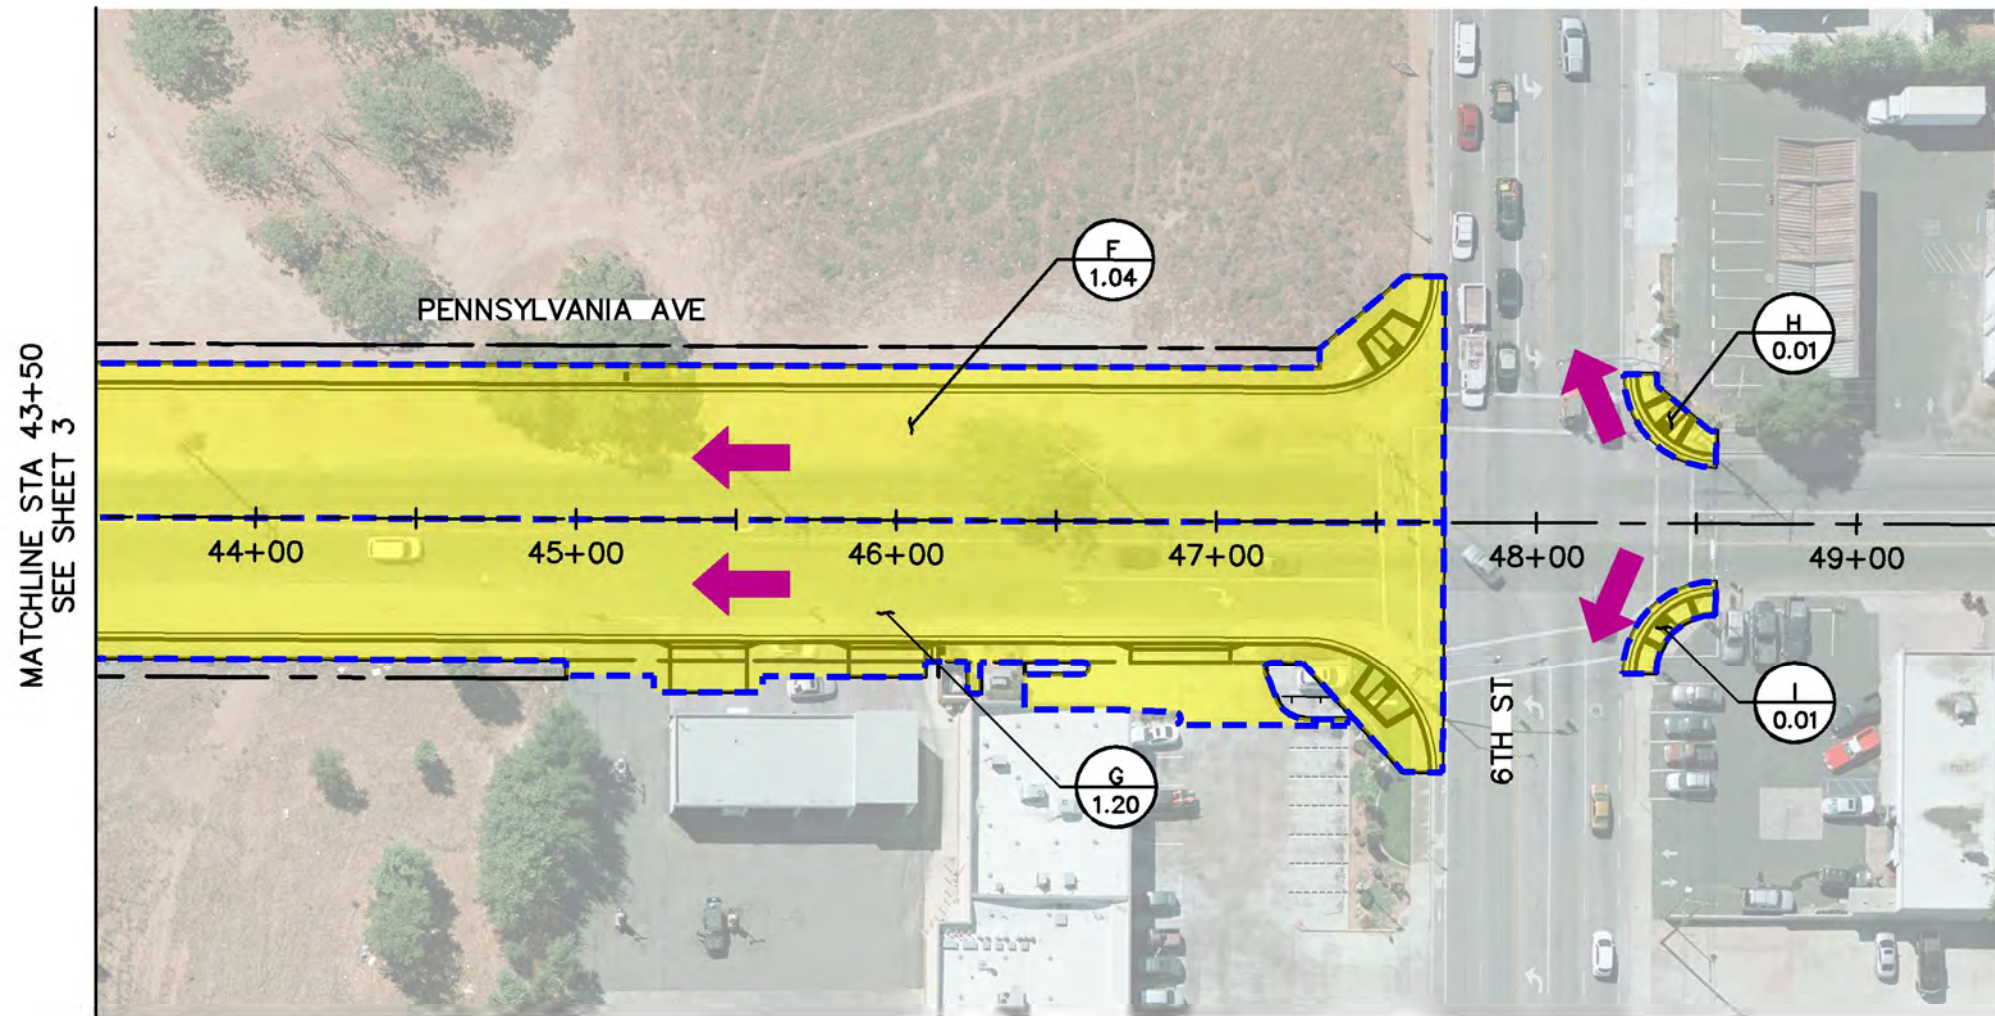 F
1.04
PENNSYLVANIA AVE
H
0.01
MATCHLINE STA 43+50
SEE SHEET 3
44+00
45+00
46+00
47+00
48+00
49+00
6TH ST
I
0.01
G
1.20